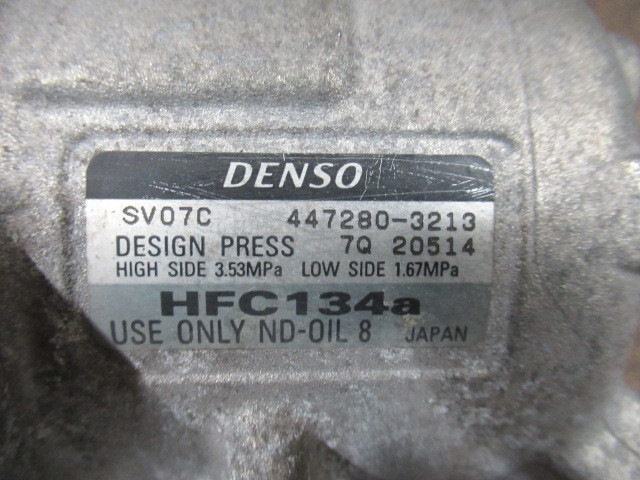 DENSO
SV07C 447280-3213
DESIGN PRESS 7Q 20514
HIGH SIDE 3.53MPa LOW SIDE 1.67MPa
HFC134a
USE ONLY ND-OIL 8 JAPAN